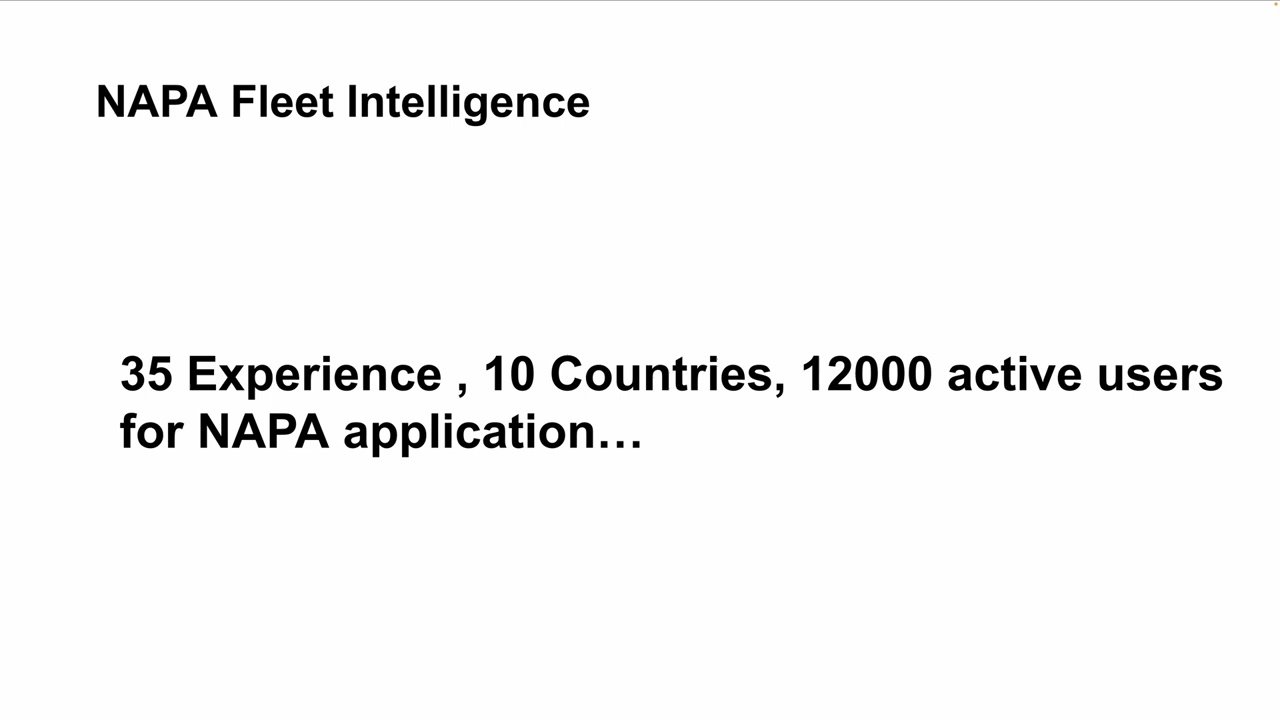 NAPA Fleet Intelligence
35 Experience , 10 Countries, 12000 active users
for NAPA application…